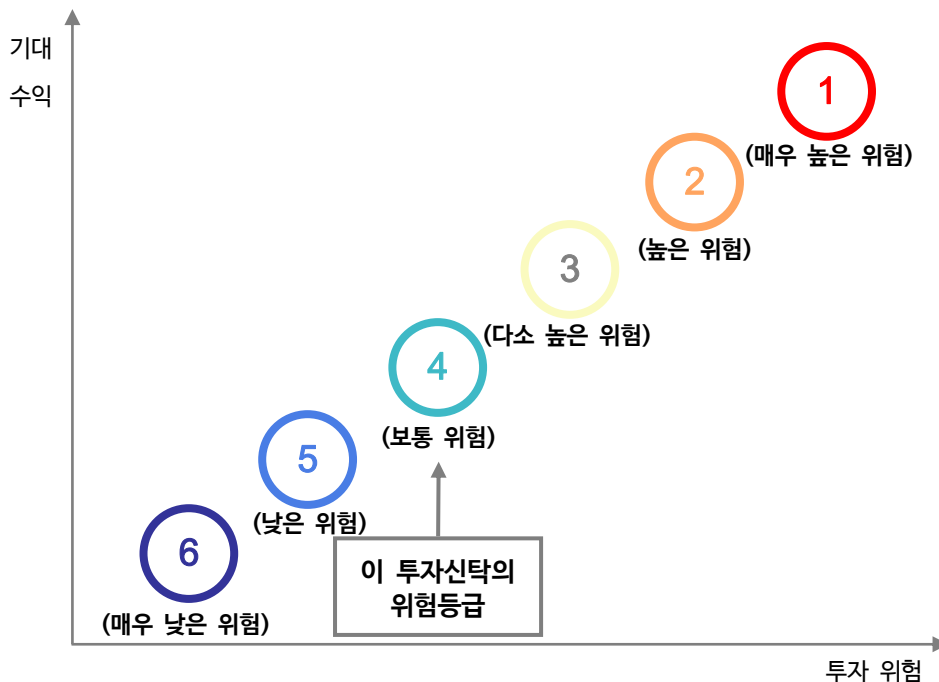 기대
수익
1
(매우 높은 위험)
2
(높은 위험)
3
(다소 높은 위험)
4
(보통 위험)
5
(낮은 위험)
6
(매우 낮은 위험)
이 투자신탁의
위험등급
투자 위험